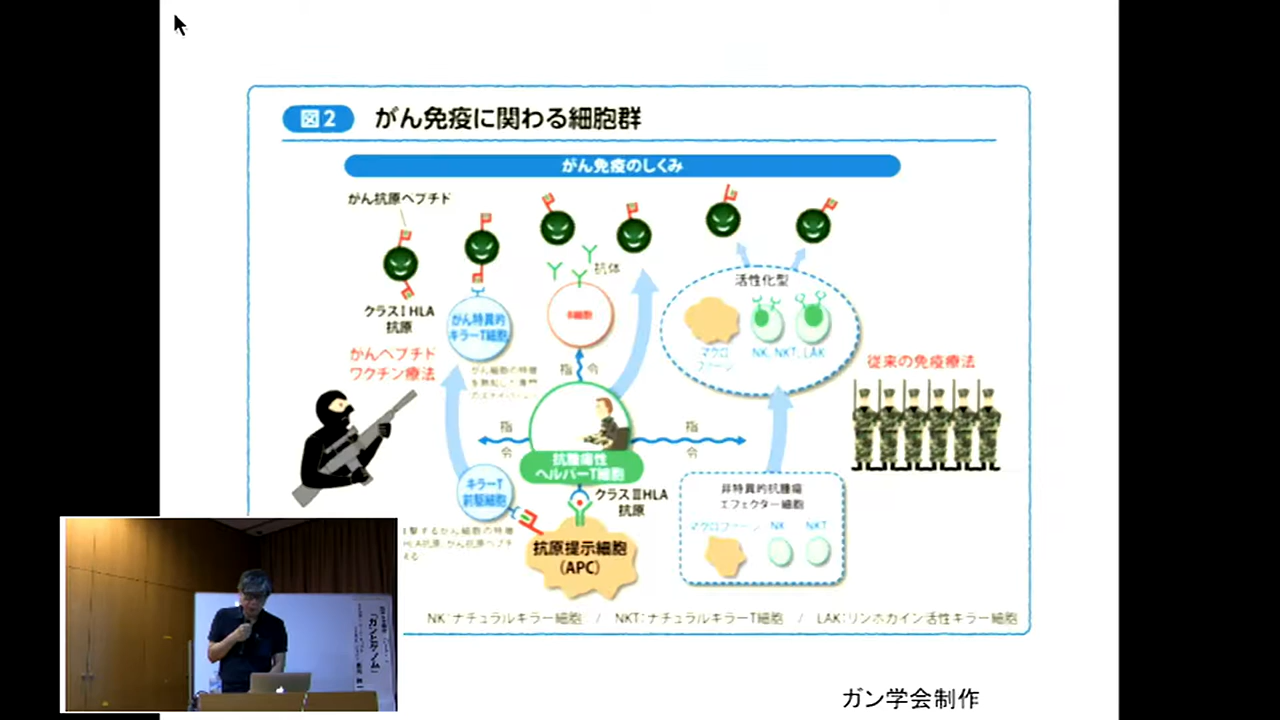 図2 がん免疫に関わる細胞群
がん免疫のしくみ
がん抗原ペプチド
クラスⅠHLA
抗原
がんペプチド
ワクチン療法
がん特異的
キラーT細胞
抗体
B細胞
指 令
活性化型
マクロ
ファージ
NK、NKT、LAK
従来の免疫療法
指
令
指
令
抗腫瘍性
ヘルパーT細胞
キラーT
前駆細胞
クラスⅡHLA
抗原
抗原提示細胞
(APC)
非特異的抗腫瘍
エフェクター細胞
マクロファージ NK NKT
NK:ナチュラルキラー細胞 / NKT:ナチュラルキラーT細胞 / LAK:リンホカイン活性キラー細胞
ガン学会制作
「ガンとゲノム」